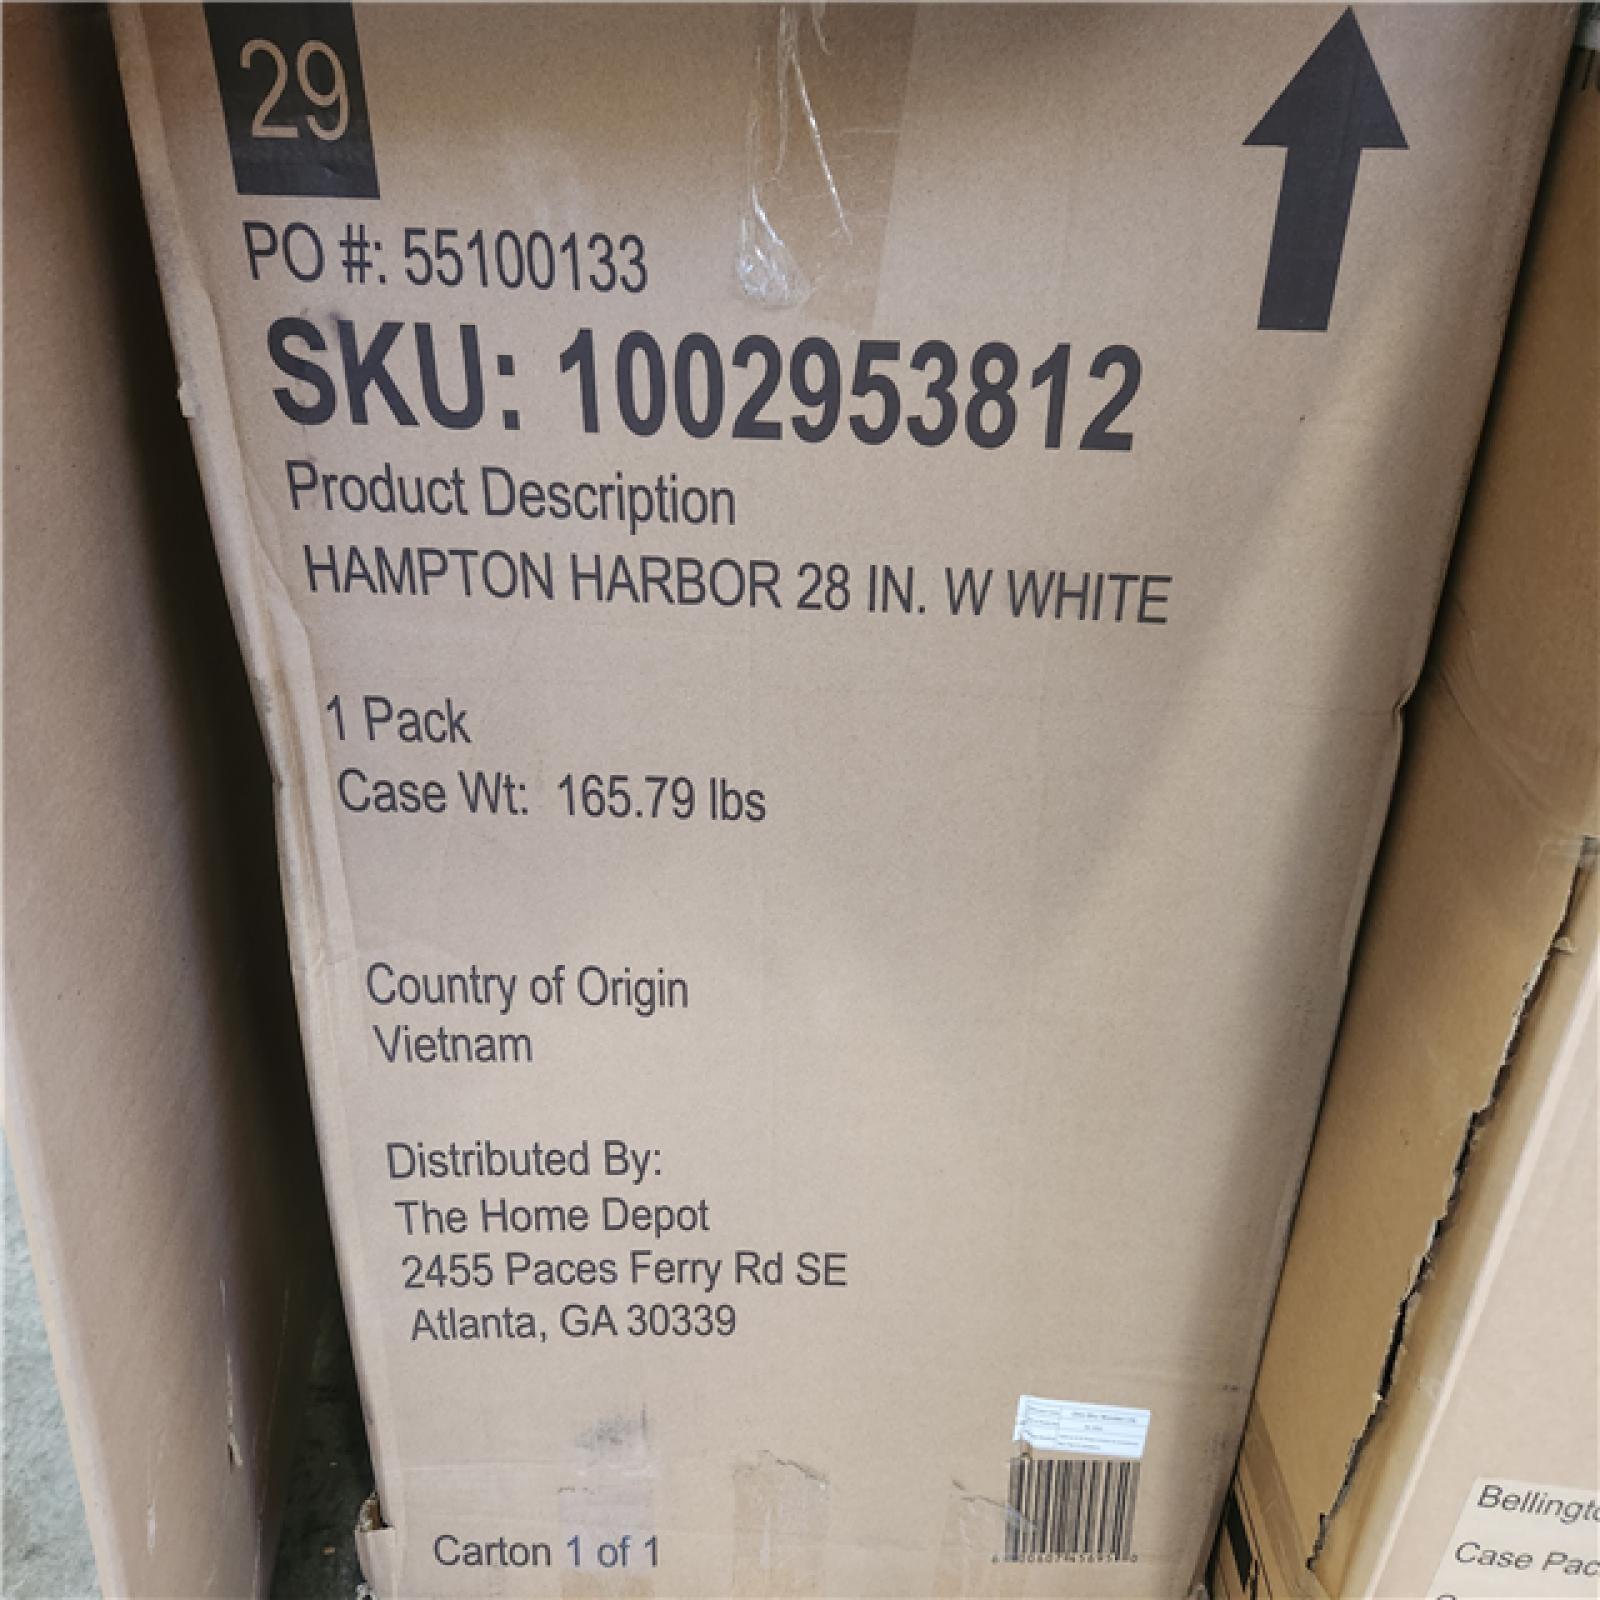 29
PO #: 55100133
SKU: 1002953812
Product Description
HAMPTON HARBOR 28 IN. W WHITE
1 Pack
Case Wt: 165.79 lbs
Country of Origin
Vietnam
Distributed By:
The Home Depot
2455 Paces Ferry Rd SE
Atlanta, GA 30339
Carton 1 of 1
Case